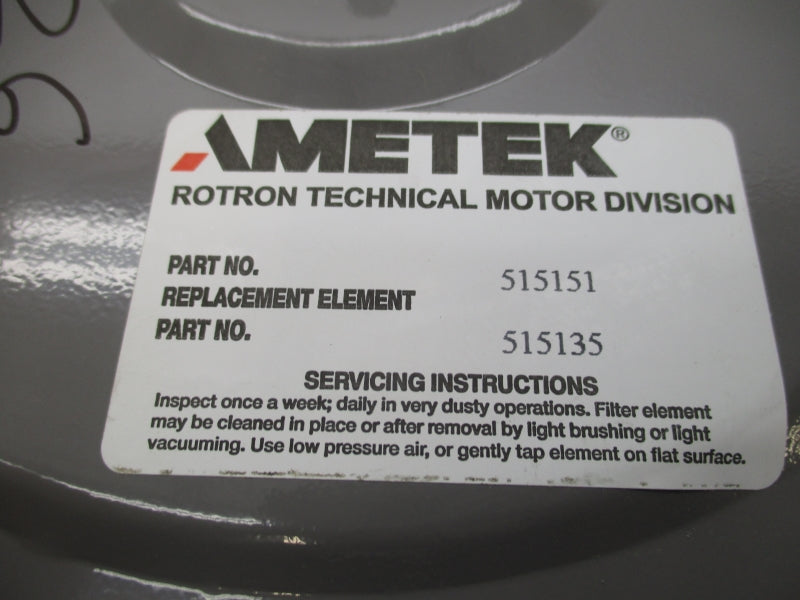 AMETEK®
ROTRON TECHNICAL MOTOR DIVISION
PART NO. 515151
REPLACEMENT ELEMENT
PART NO. 515135
SERVICING INSTRUCTIONS
Inspect once a week; daily in very dusty operations. Filter element
may be cleaned in place or after removal by light brushing or light
vacuuming. Use low pressure air, or gently tap element on flat surface.